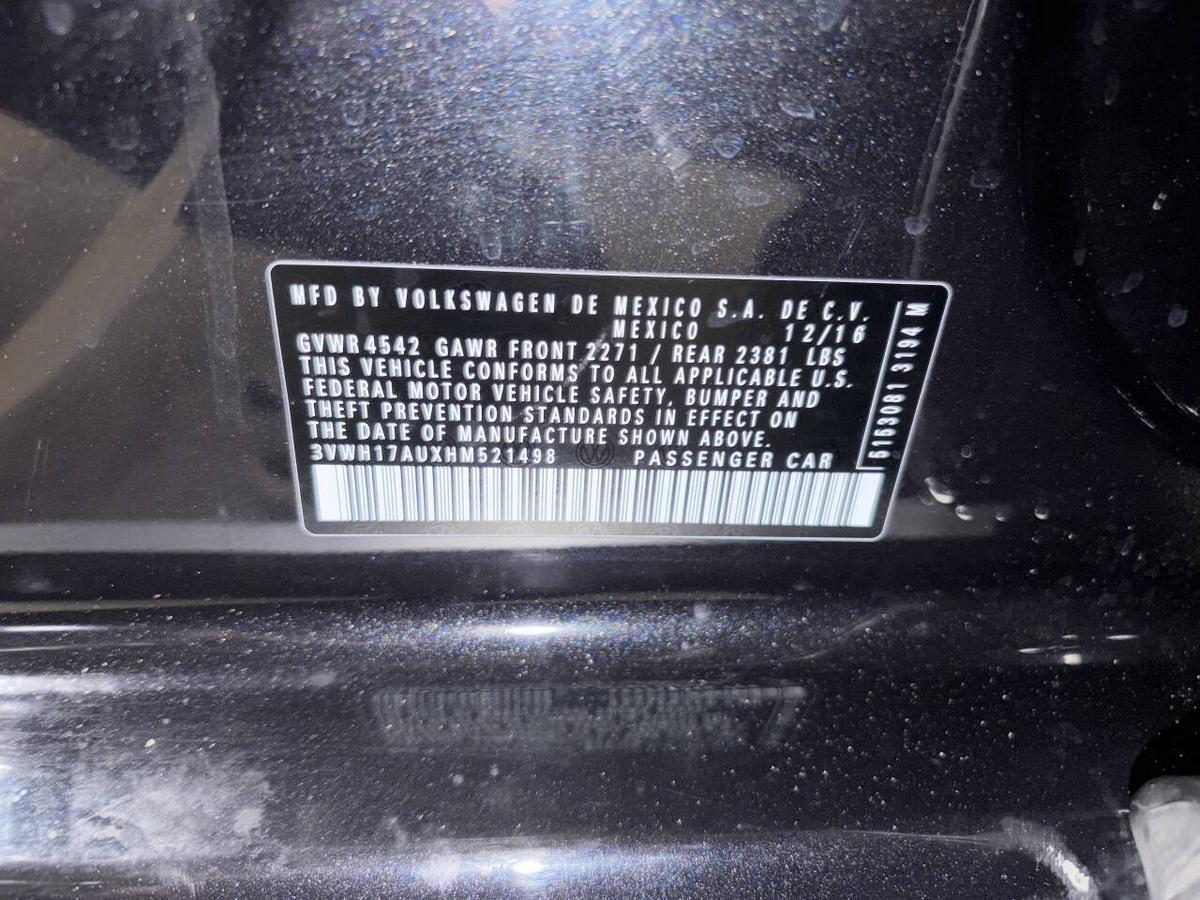 MFD BY VOLKSWAGEN DE MEXICO S.A. DE C.V.
MEXICO 12/16
GVWR 4542 GAWR FRONT 2271 / REAR 2381 LBS
THIS VEHICLE CONFORMS TO ALL APPLICABLE U.S.
FEDERAL MOTOR VEHICLE SAFETY, BUMPER AND
THEFT PREVENTION STANDARDS IN EFFECT ON
THE DATE OF MANUFACTURE SHOWN ABOVE.
3VWH17AUXHM521498 PASSENGER CAR
5163081 3194 M